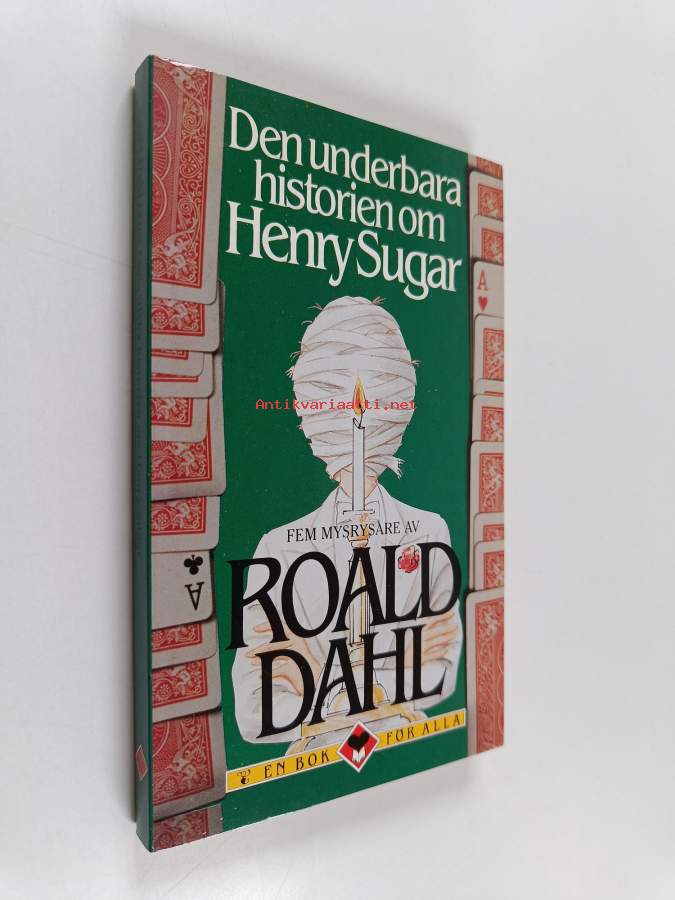 Den underbara
historien om
Henry Sugar
A
Antikvariaatti.net
FEM MYSRYSARE AV
A
ROALD
DAHL
EN BOK FÖR ALLA